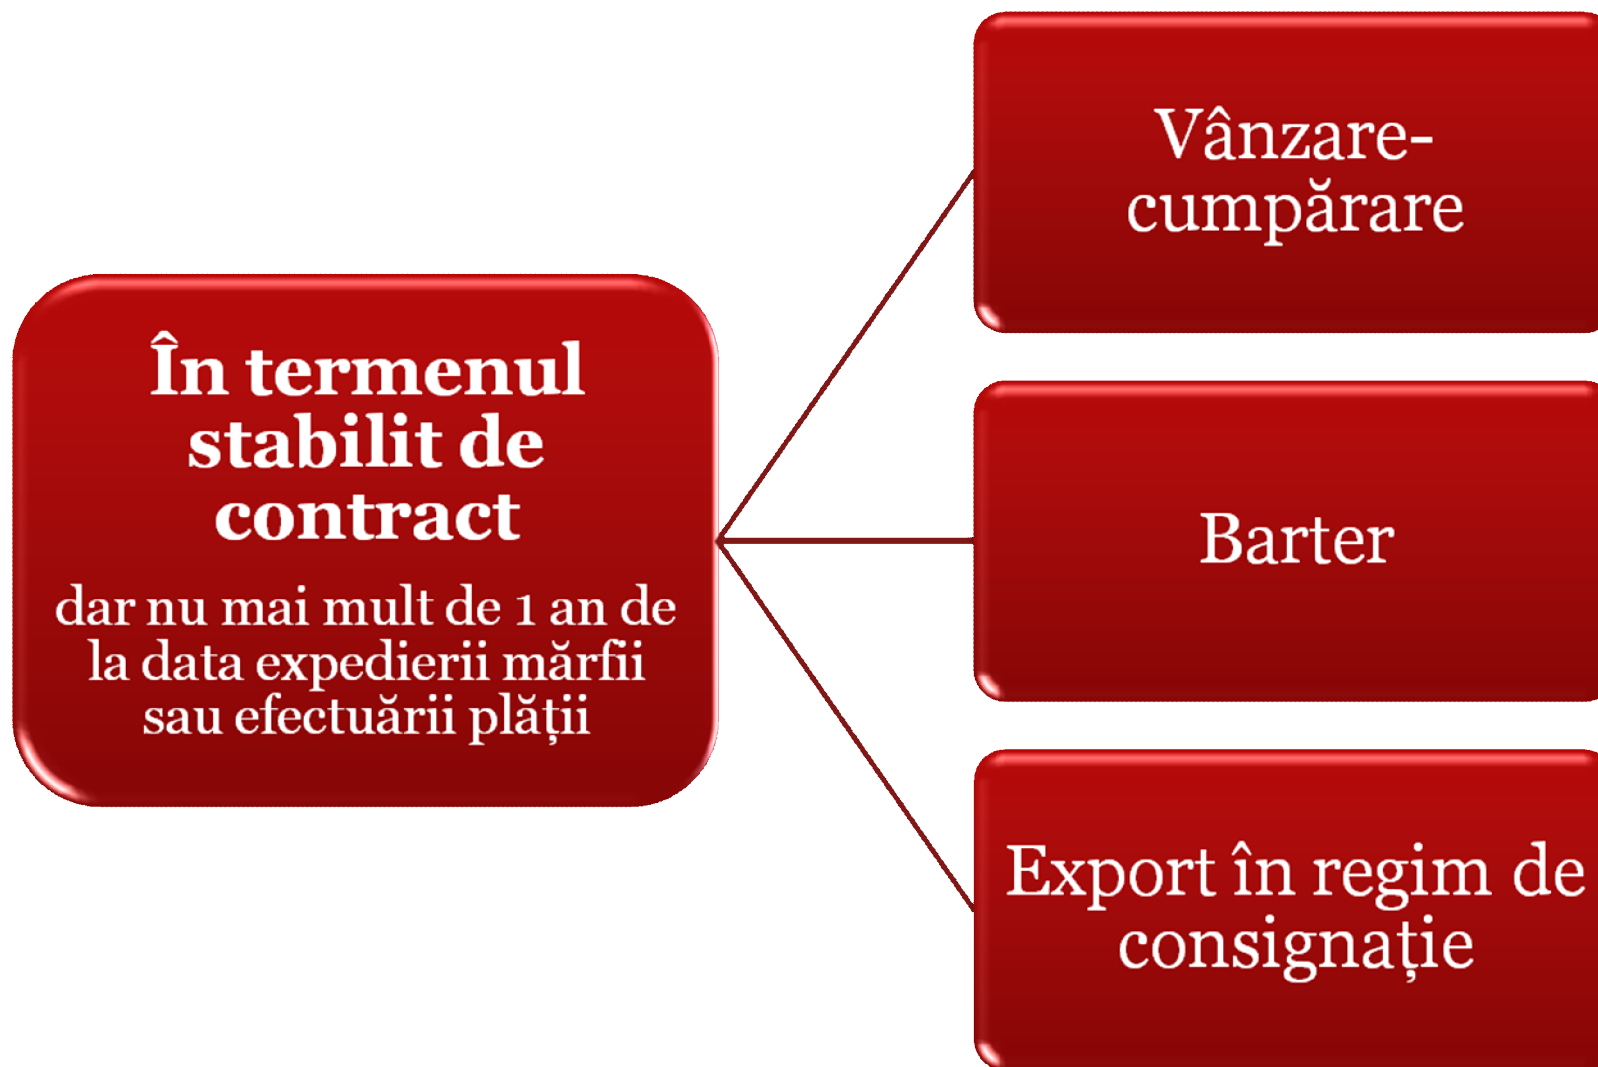 În termenul
stabilit de
contract
dar nu mai mult de 1 an de
la data expedierii mărfii
sau efectuării plății
Vânzare-
cumpărare
Barter
Export în regim de
consignație